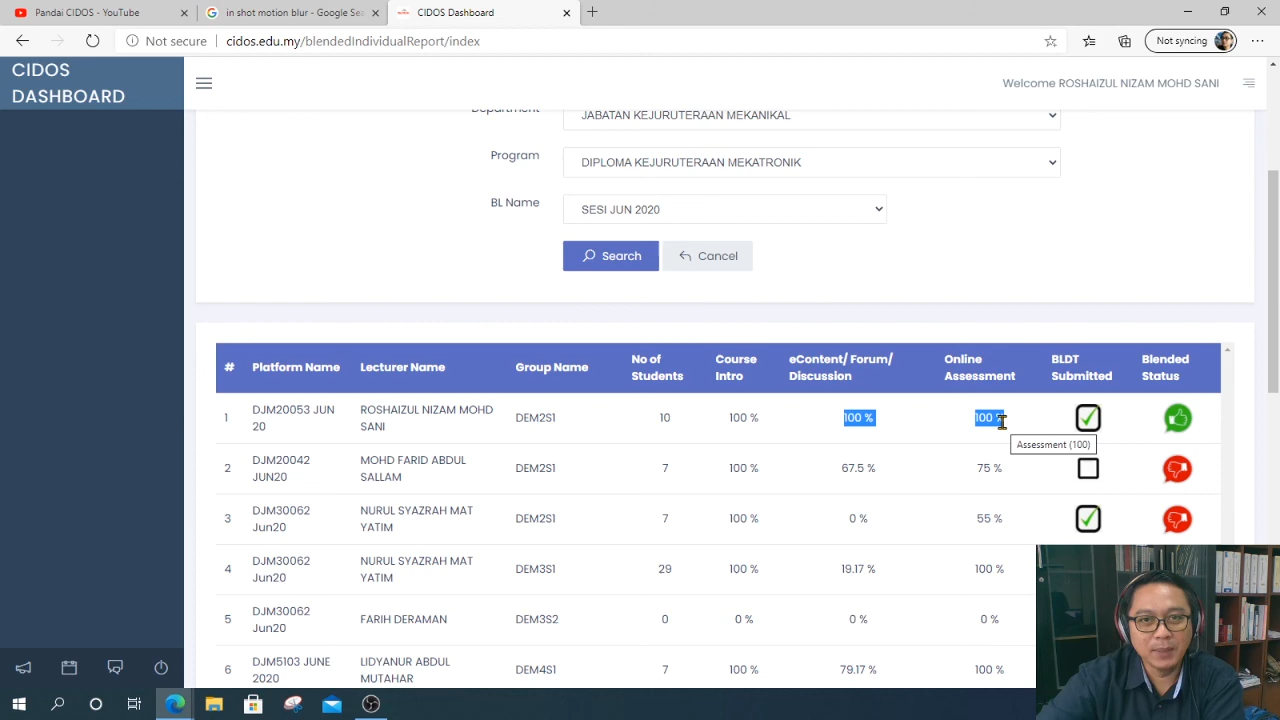 Pandai CIDOS - YouTube
in shot motion blur - Google Sea
CIDOS Dashboard
Not secure
cidos.edu.my/blendedIndividualReport/index
Not syncing
CIDOS
DASHBOARD
Welcome ROSHAIZUL NIZAM MOHD SANI
Department
JABATAN KEJURUTERAAN MEKANIKAL
Program
DIPLOMA KEJURUTERAAN MEKATRONIK
BL Name
SESI JUN 2020
Search
Cancel
# Platform Name Lecturer Name Group Name No of Students Course Intro eContent/ Forum/ Discussion Online Assessment BLDT Submitted Blended Status
1 DJM20053 JUN 20 ROSHAIZUL NIZAM MOHD SANI DEM2S1 10 100 % 100 % 100 %
Assessment (100)
2 DJM20042 JUN20 MOHD FARID ABDUL SALLAM DEM2S1 7 100 % 67.5 % 75 %
3 DJM30062 Jun20 NURUL SYAZRAH MAT YATIM DEM2S1 7 100 % 0 % 55 %
4 DJM30062 Jun20 NURUL SYAZRAH MAT YATIM DEM3S1 29 100 % 19.17 % 100 %
5 DJM30062 Jun20 FARIH DERAMAN DEM3S2 0 0 % 0 % 0 %
6 DJM5103 JUNE 2020 LIDYANUR ABDUL MUTAHAR DEM4S1 7 100 % 79.17 % 100 %